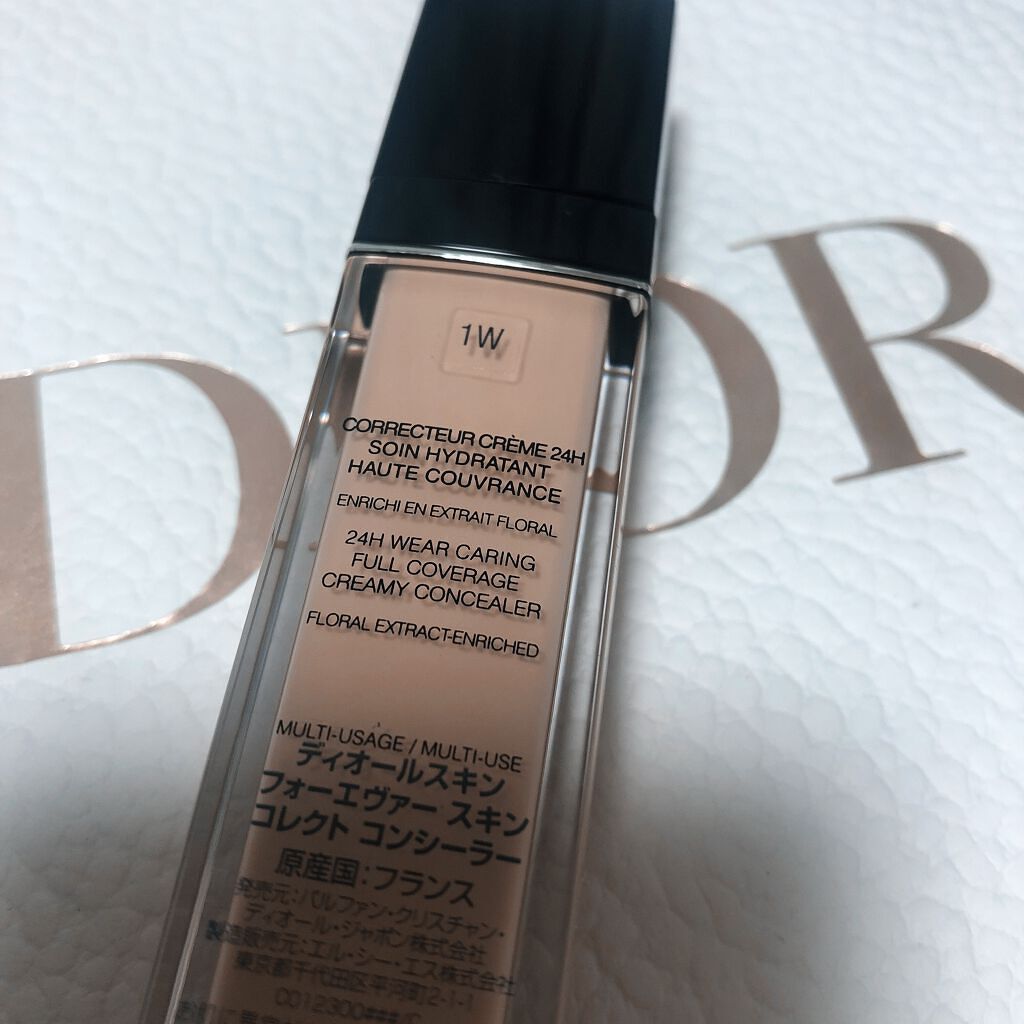 DIOR
1W
CORRECTEUR CRÈME 24H
SOIN HYDRATANT
HAUTE COUVRANCE
ENRICHI EN EXTRAIT FLORAL
24H WEAR CARING
FULL COVERAGE
CREAMY CONCEALER
FLORAL EXTRACT-ENRICHED
MULTI-USAGE / MULTI-USE
ディオールスキン
フォーエヴァー スキン
コレクト コンシーラー
原産国:フランス
発売元:パルファン・クリスチャン・
ディオール・ジャポン株式会社
製造販売元:エル・シー・エス株式会社
東京都千代田区平河町2-1-1